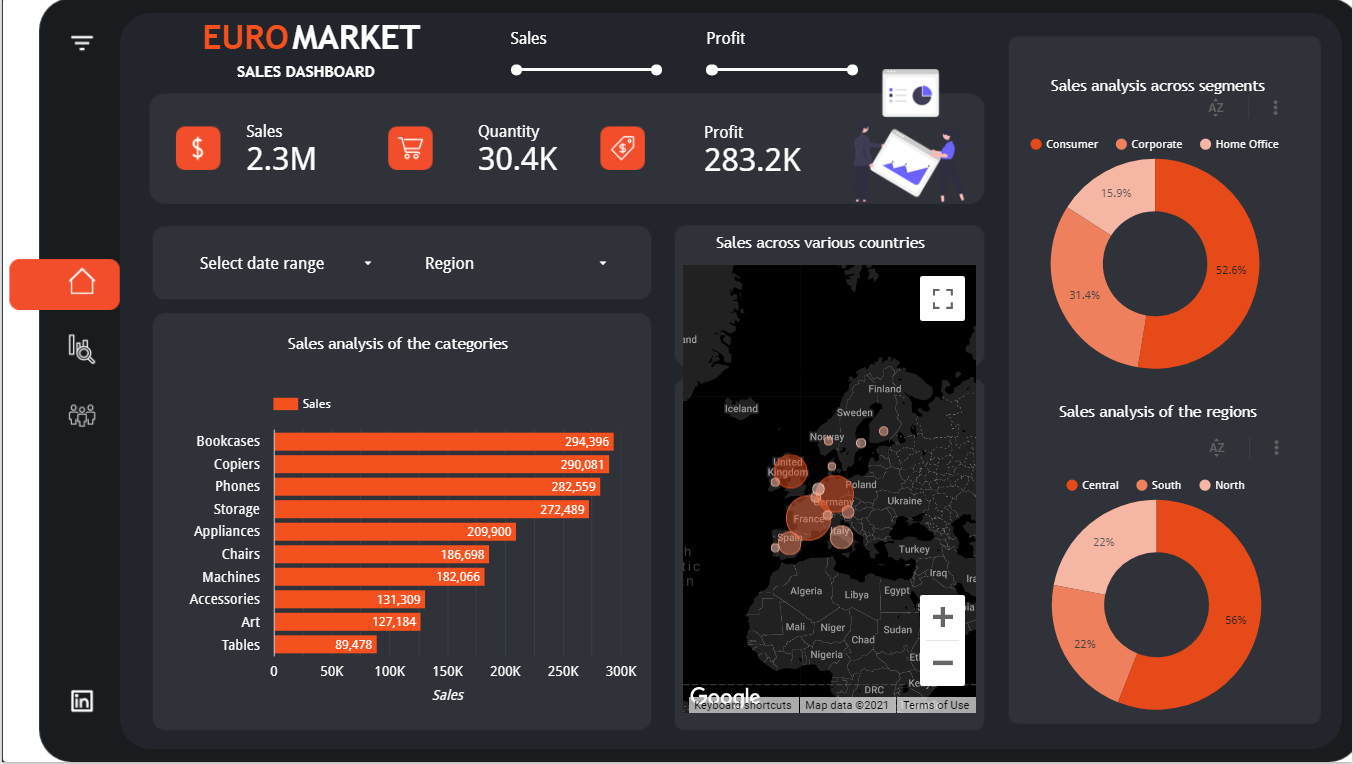 EUROMARKET
SALES DASHBOARD
Sales
Profit
Sales
2.3M
Quantity
30.4K
Profit
283.2K
Select date range
Region
Sales analysis of the categories
Sales
Bookcases 294,396
Copiers 290,081
Phones 282,559
Storage 272,489
Appliances 209,900
Chairs 186,698
Machines 182,066
Accessories 131,309
Art 127,184
Tables 89,478
0 50K 100K 150K 200K 250K 300K
Sales
Sales across various countries
Finland
Iceland
Sweden
Norway
United
Kingdom
Poland
Germany
Ukraine
France
Italy
Spain
Turkey
Iraq
Algeria
Libya
Egypt
Mali
Niger
Sudan
Chad
Nigeria
DRC
Google
Keyboard shortcuts
Map data ©2021
Terms of Use
Sales analysis across segments
AZ
Consumer Corporate Home Office
15.9%
52.6%
31.4%
Sales analysis of the regions
AZ
Central South North
22%
56%
22%
in